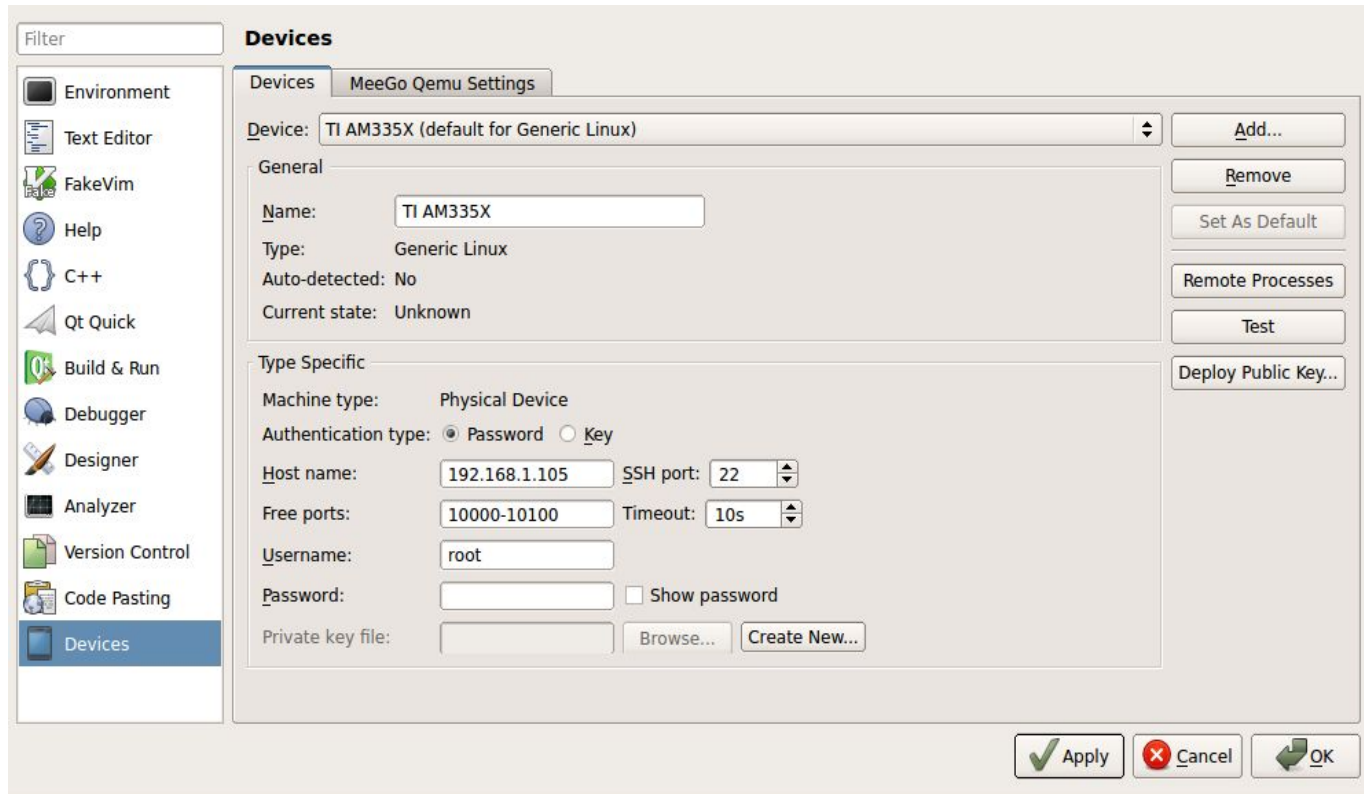 Filter
Devices
Environment
Text Editor
Fake
FakeVim
Help
C++
Qt Quick
Build & Run
Debugger
Designer
Analyzer
Version Control
Code Pasting
Devices
Devices
MeeGo Qemu Settings
Device: TI AM335X (default for Generic Linux)
Add...
General
Remove
Name: TI AM335X
Set As Default
Type: Generic Linux
Auto-detected: No
Remote Processes
Current state: Unknown
Test
Type Specific
Deploy Public Key...
Machine type: Physical Device
Authentication type: Password Key
Host name: 192.168.1.105 SSH port: 22
Free ports: 10000-10100 Timeout: 10s
Username: root
Password: Show password
Private key file: Browse... Create New...
Apply
Cancel
OK